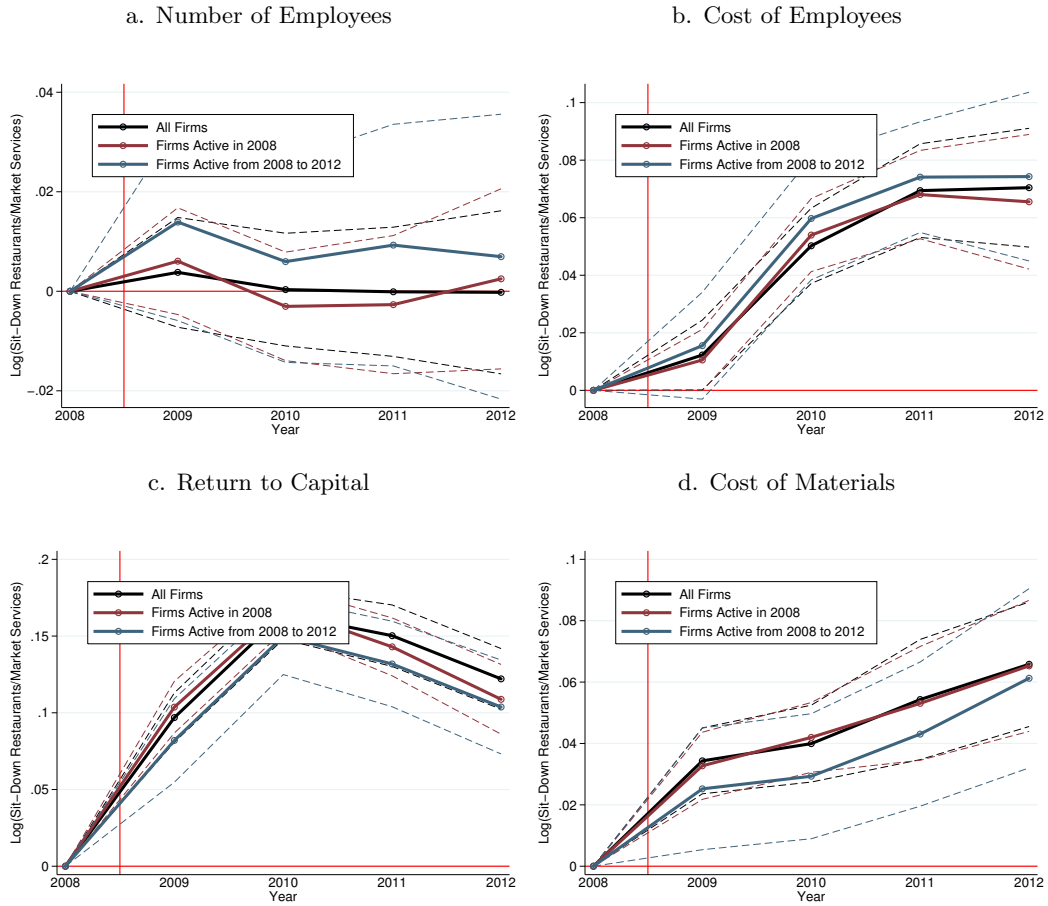 a. Number of Employees
Log(Sit−Down Restaurants/Market Services)
.04
.02
0
−.02
All Firms
Firms Active in 2008
Firms Active from 2008 to 2012
2008 2009 2010 2011 2012
Year
b. Cost of Employees
Log(Sit−Down Restaurants/Market Services)
.1
.08
.06
.04
.02
0
All Firms
Firms Active in 2008
Firms Active from 2008 to 2012
2008 2009 2010 2011 2012
Year
c. Return to Capital
Log(Sit−Down Restaurants/Market Services)
.2
.15
.1
.05
0
All Firms
Firms Active in 2008
Firms Active from 2008 to 2012
2008 2009 2010 2011 2012
Year
d. Cost of Materials
Log(Sit−Down Restaurants/Market Services)
.1
.08
.06
.04
.02
0
All Firms
Firms Active in 2008
Firms Active from 2008 to 2012
2008 2009 2010 2011 2012
Year